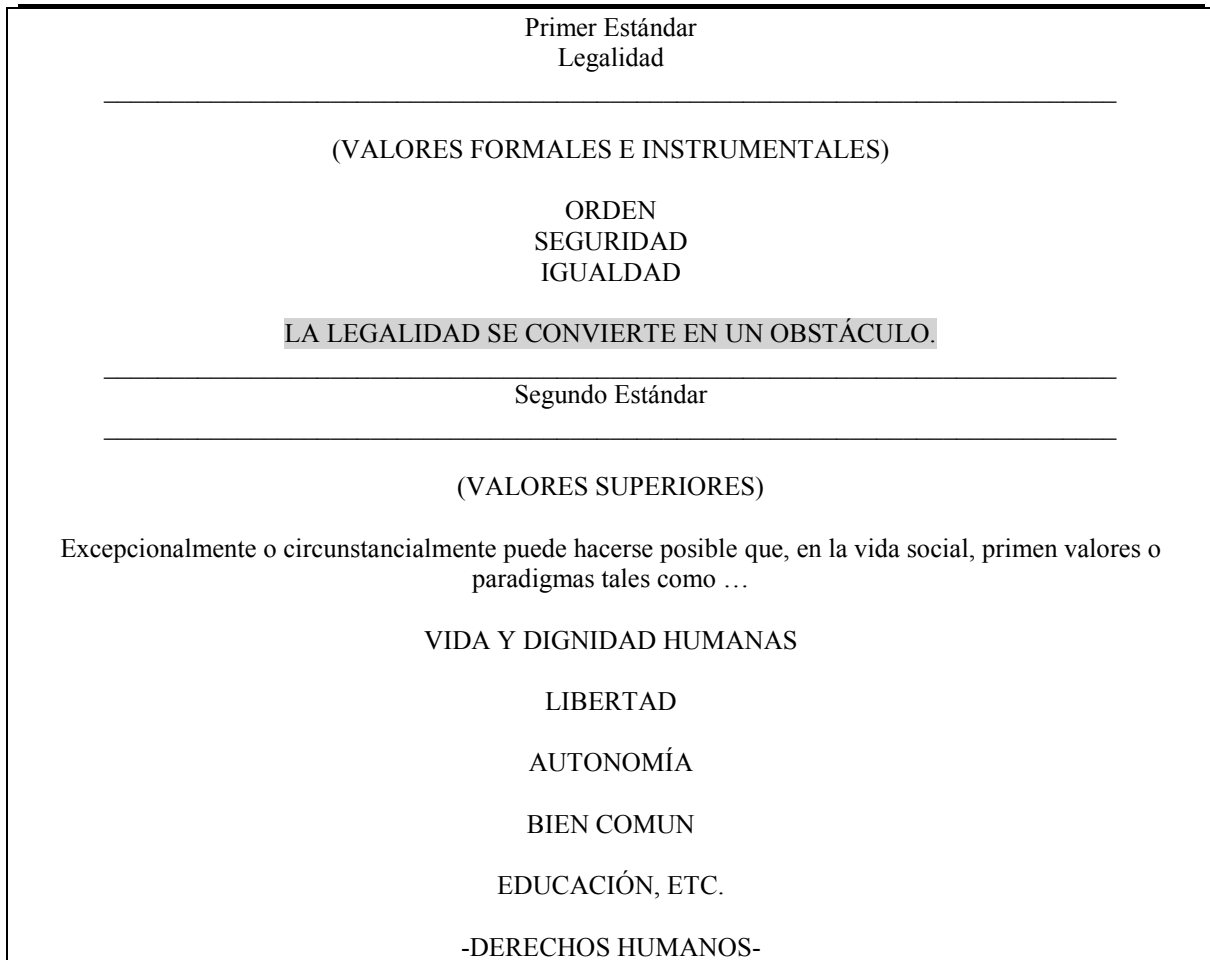 Primer Estándar
Legalidad
(VALORES FORMALES E INSTRUMENTALES)
ORDEN
SEGURIDAD
IGUALDAD
LA LEGALIDAD SE CONVIERTE EN UN OBSTÁCULO.
Segundo Estándar
(VALORES SUPERIORES)
Excepcionalmente o circunstancialmente puede hacerse posible que, en la vida social, primen valores o
paradigmas tales como …
VIDA Y DIGNIDAD HUMANAS
LIBERTAD
AUTONOMÍA
BIEN COMUN
EDUCACIÓN, ETC.
-DERECHOS HUMANOS-